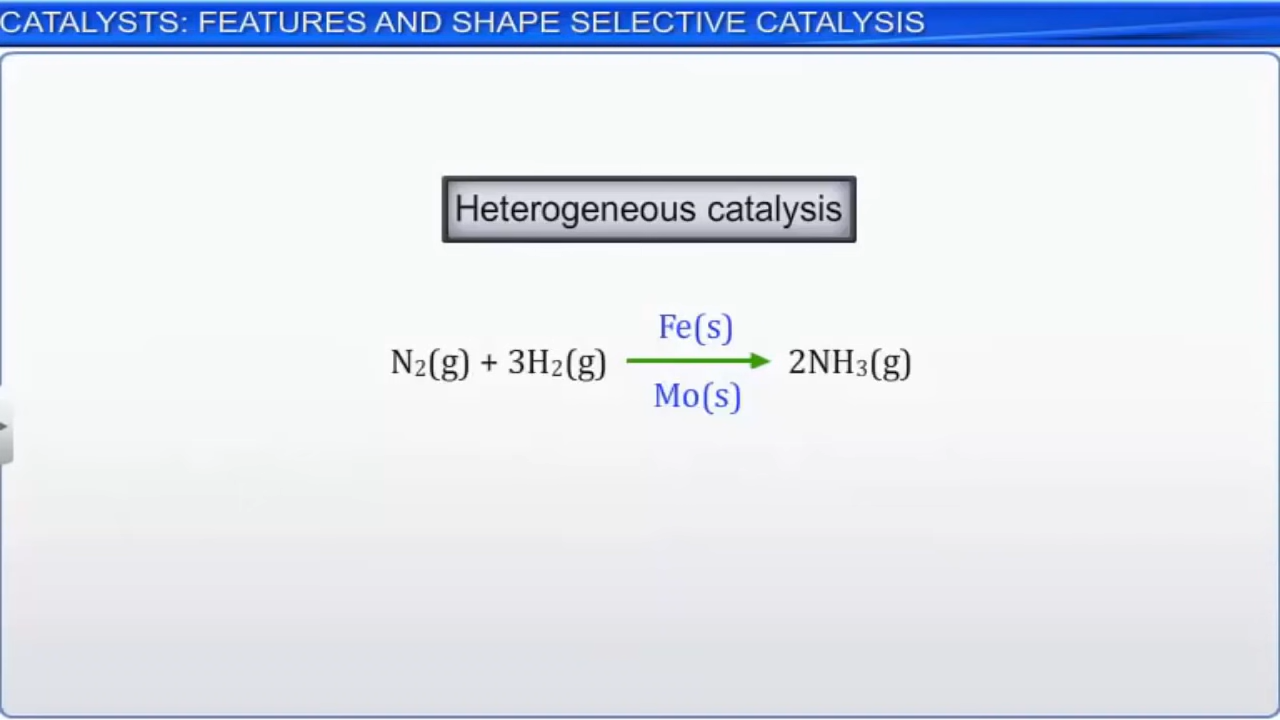 CATALYSTS: FEATURES AND SHAPE SELECTIVE CATALYSIS
Heterogeneous catalysis
Fe(s)
N₂(g) + 3H₂(g) → 2NH₃(g)
Mo(s)